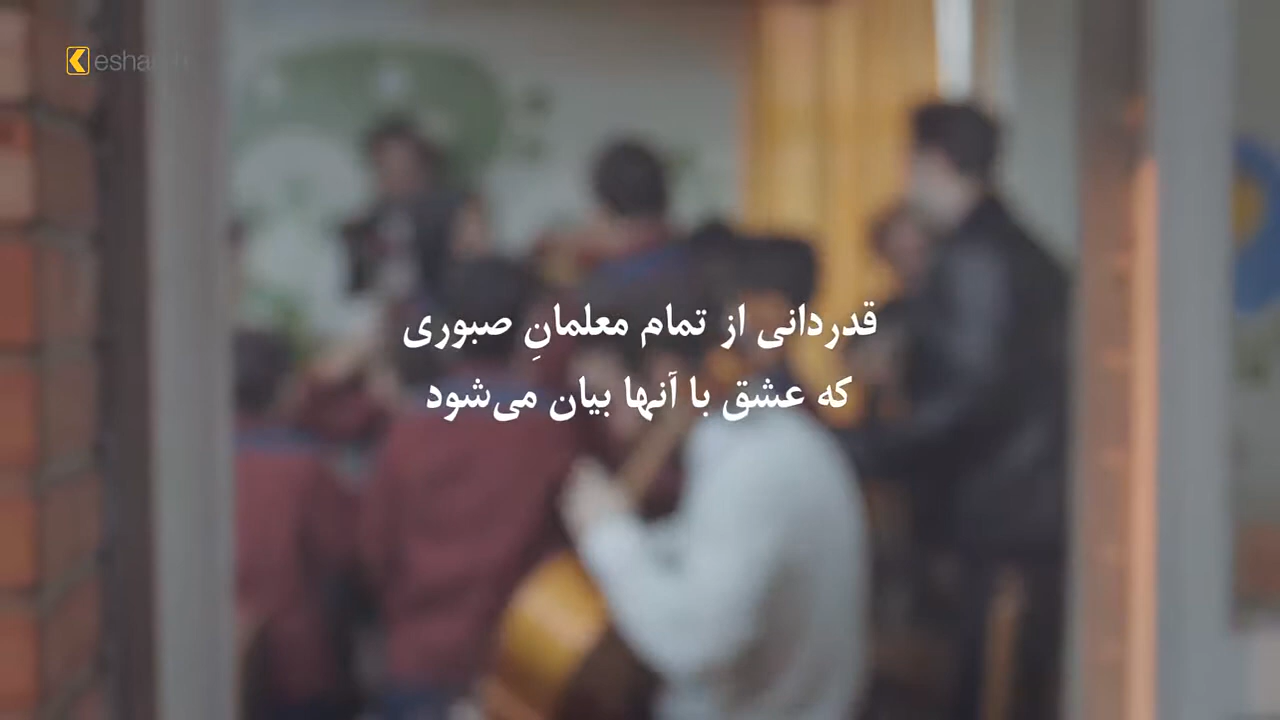 قدردانی از تمام معلمانِ صبوری
که عشق با آنها بیان می‌شود